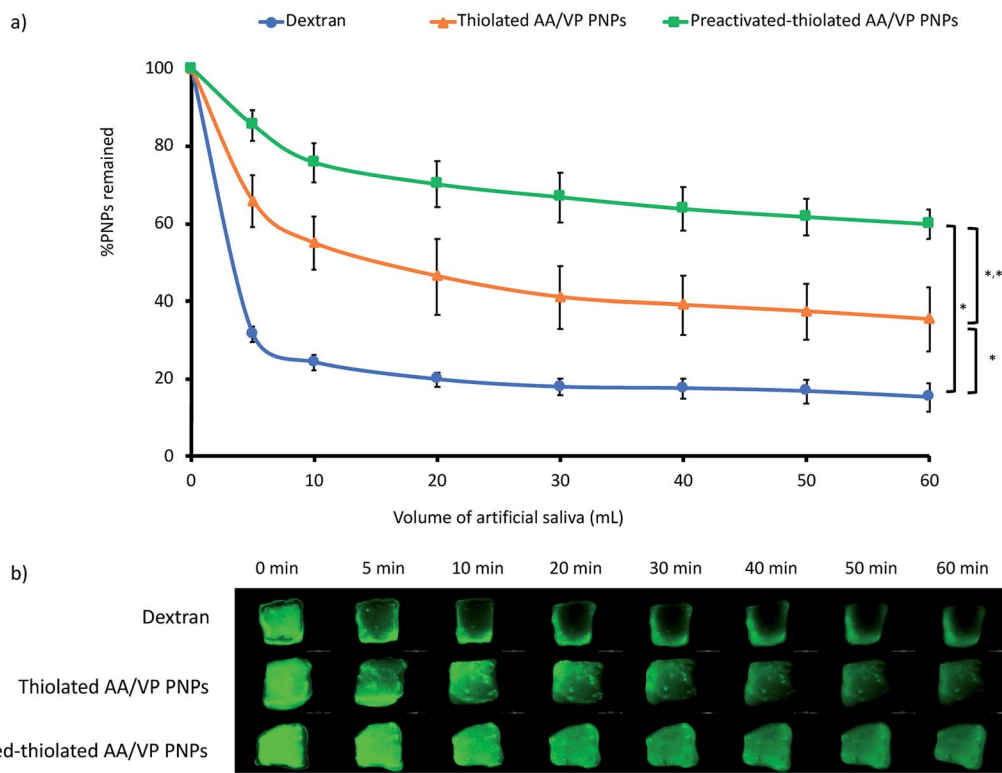 a)
Dextran Thiolated AA/VP PNPs Preactivated-thiolated AA/VP PNPs
100
80
60
40
20
0
%PNPs remained
0 10 20 30 40 50 60
Volume of artificial saliva (mL)
*,*
*
*
b)
0 min 5 min 10 min 20 min 30 min 40 min 50 min 60 min
Dextran
Thiolated AA/VP PNPs
ed-thiolated AA/VP PNPs